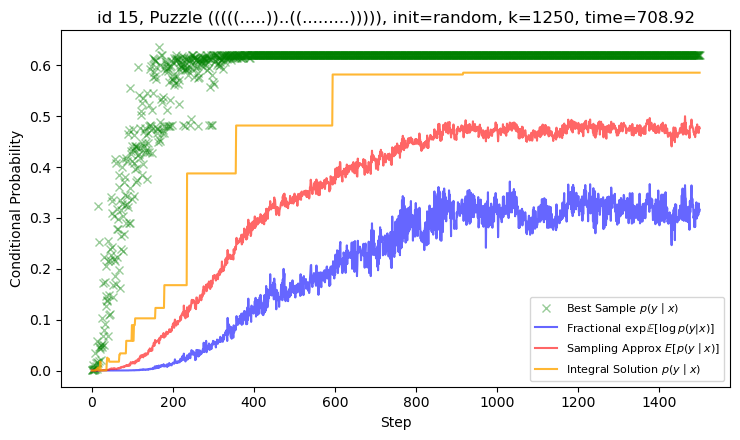 id 15, Puzzle (((((.....))..((.........))))), init=random, k=1250, time=708.92
Conditional Probability
0.6
0.5
0.4
0.3
0.2
0.1
0.0
Best Sample p(y | x)
Fractional exp𝔼[log p(y|x)]
Sampling Approx E[p(y | x)]
Integral Solution p(y | x)
0 200 400 600 800 1000 1200 1400
Step